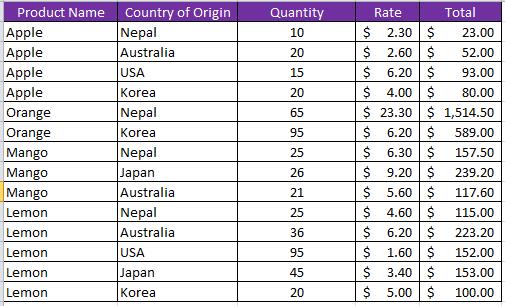 Product Name Country of Origin Quantity Rate Total
Apple Nepal 10 $ 2.30 $ 23.00
Apple Australia 20 $ 2.60 $ 52.00
Apple USA 15 $ 6.20 $ 93.00
Apple Korea 20 $ 4.00 $ 80.00
Orange Nepal 65 $ 23.30 $ 1,514.50
Orange Korea 95 $ 6.20 $ 589.00
Mango Nepal 25 $ 6.30 $ 157.50
Mango Japan 26 $ 9.20 $ 239.20
Mango Australia 21 $ 5.60 $ 117.60
Lemon Nepal 25 $ 4.60 $ 115.00
Lemon Australia 36 $ 6.20 $ 223.20
Lemon USA 95 $ 1.60 $ 152.00
Lemon Japan 45 $ 3.40 $ 153.00
Lemon Korea 20 $ 5.00 $ 100.00